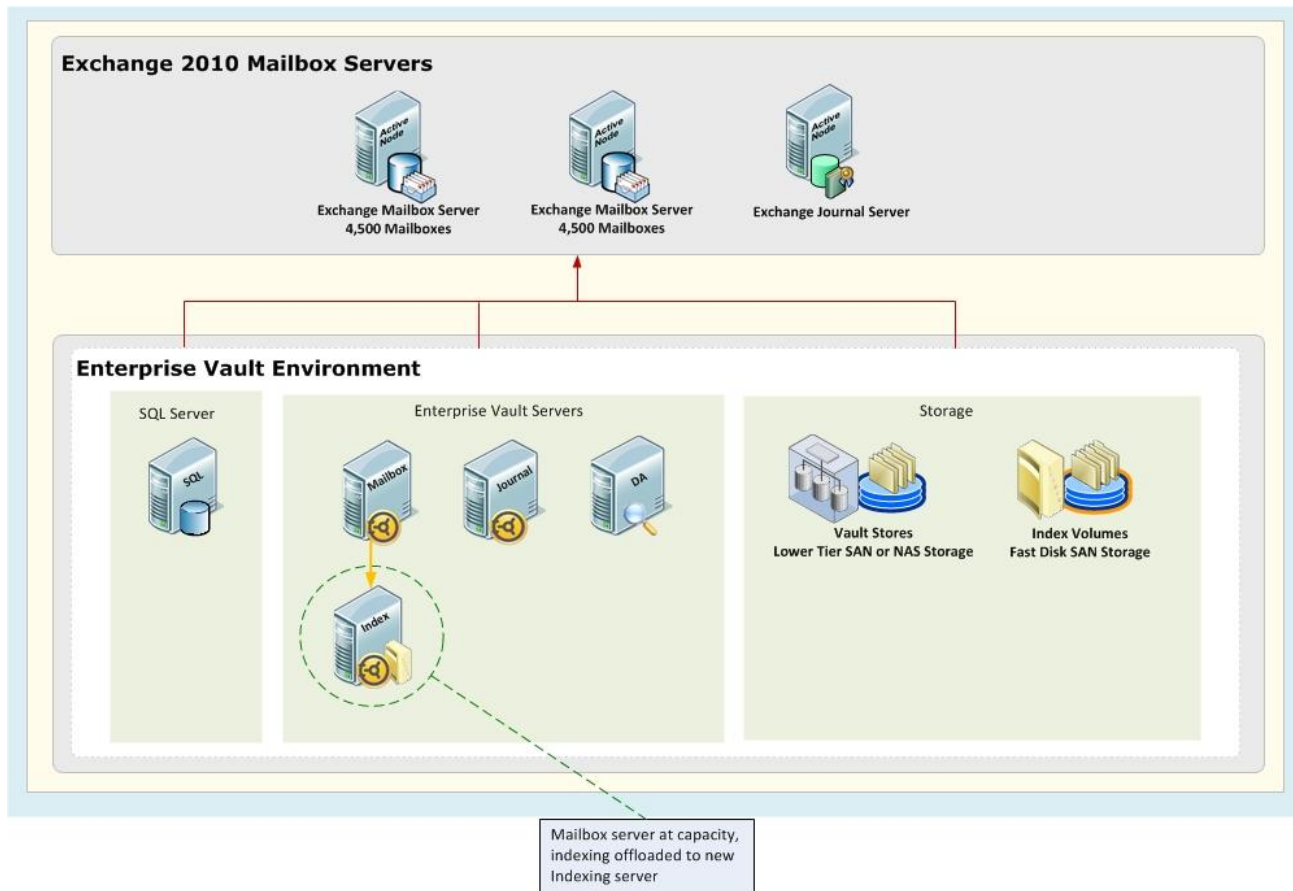 Exchange 2010 Mailbox Servers
Active
Node
Active
Node
Active
Node
Exchange Mailbox Server
4,500 Mailboxes
Exchange Mailbox Server
4,500 Mailboxes
Exchange Journal Server
Enterprise Vault Environment
SQL Server
Enterprise Vault Servers
Storage
SQL
Mailbox
Journal
DA
Vault Stores
Lower Tier SAN or NAS Storage
Index Volumes
Fast Disk SAN Storage
Index
Mailbox server at capacity,
indexing offloaded to new
Indexing server